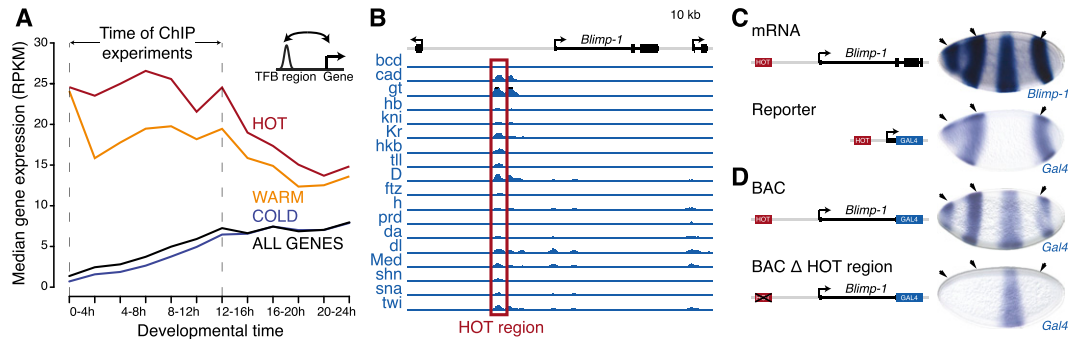 A
Time of ChIP
experiments
TFB region
Gene
Median gene expression (RPKM)
30
25
20
15
10
5
0
HOT
WARM
COLD
ALL GENES
0-4h
4-8h
8-12h
12-16h
16-20h
20-24h
Developmental time
B
10 kb
Blimp-1
bcd
cad
gt
hb
kni
Kr
hkb
tll
D
ftz
h
prd
da
dl
Med
shn
sna
twi
HOT region
C
mRNA
HOT
Blimp-1
Blimp-1
Reporter
HOT
GAL4
Gal4
D
BAC
HOT
Blimp-1
GAL4
Gal4
BAC Δ HOT region
Blimp-1
GAL4
Gal4